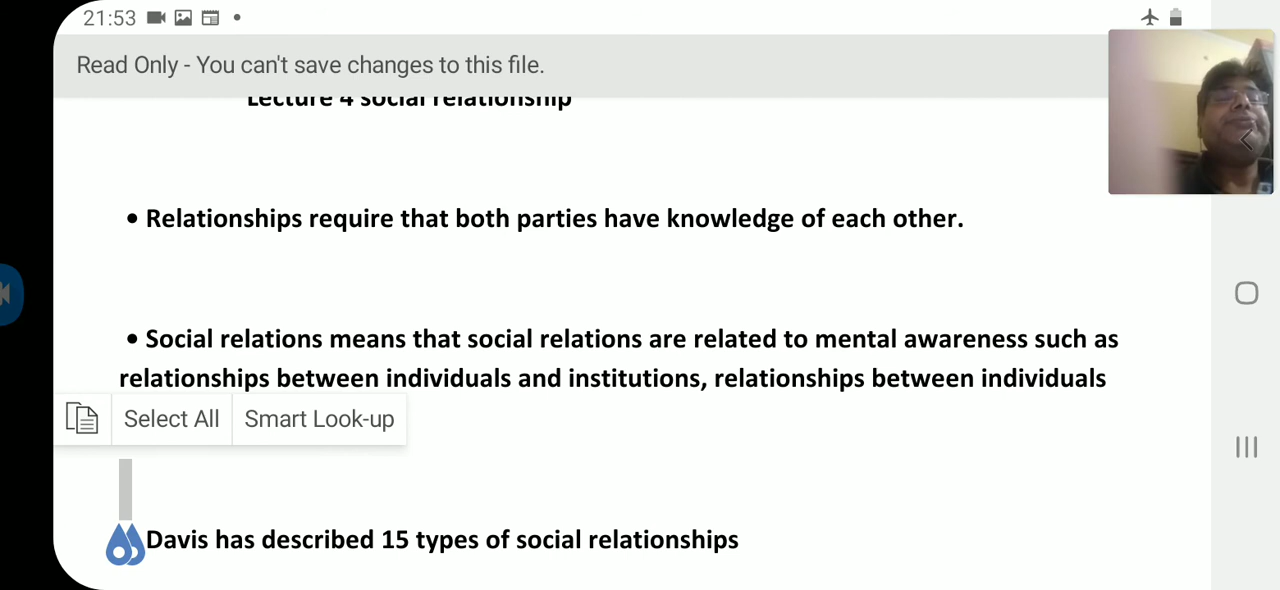 21:53
Read Only - You can't save changes to this file.
Lecture 4 social relationship
• Relationships require that both parties have knowledge of each other.
• Social relations means that social relations are related to mental awareness such as
relationships between individuals and institutions, relationships between individuals
Select All Smart Look-up
Davis has described 15 types of social relationships